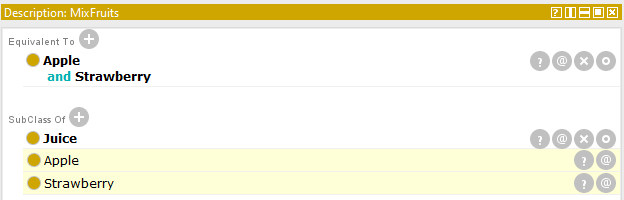 Description: MixFruits
Equivalent To
Apple
and Strawberry
SubClass Of
Juice
Apple
Strawberry